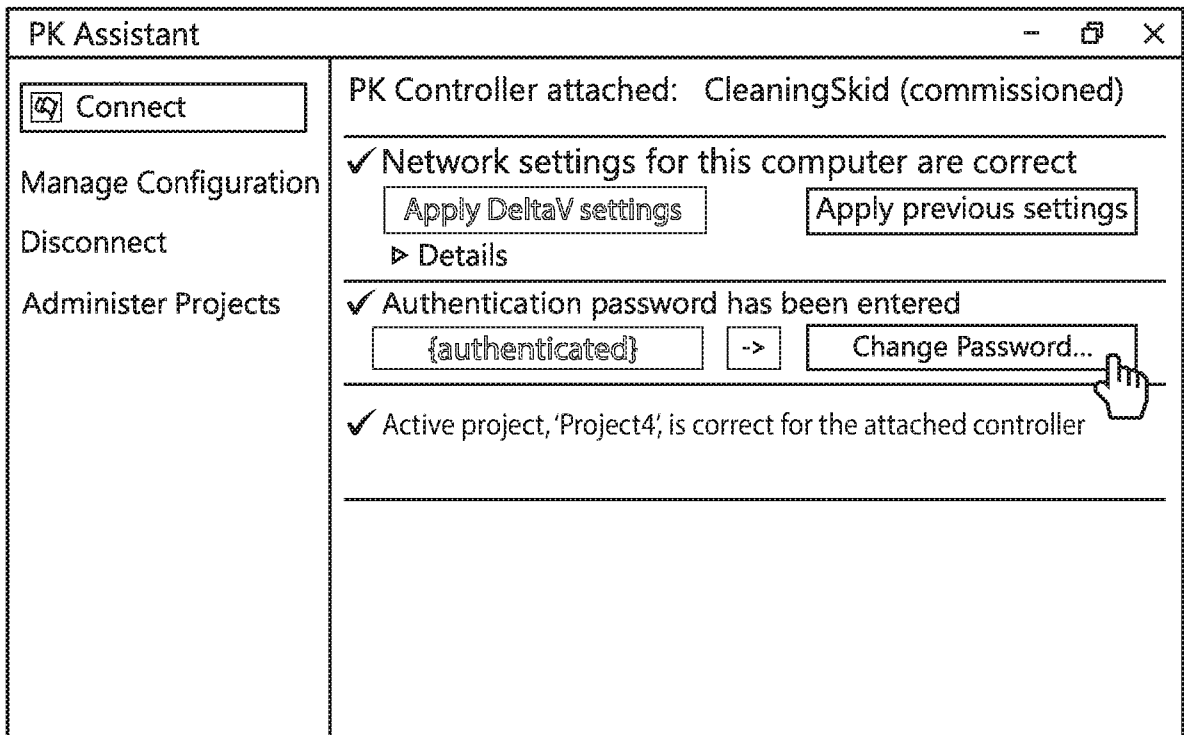 PK Assistant
Connect
Manage Configuration
Disconnect
Administer Projects
PK Controller attached: CleaningSkid (commissioned)
✓ Network settings for this computer are correct
Apply DeltaV settings Apply previous settings
Details
✓ Authentication password has been entered
{authenticated} -> Change Password...
✓ Active project, 'Project4', is correct for the attached controller